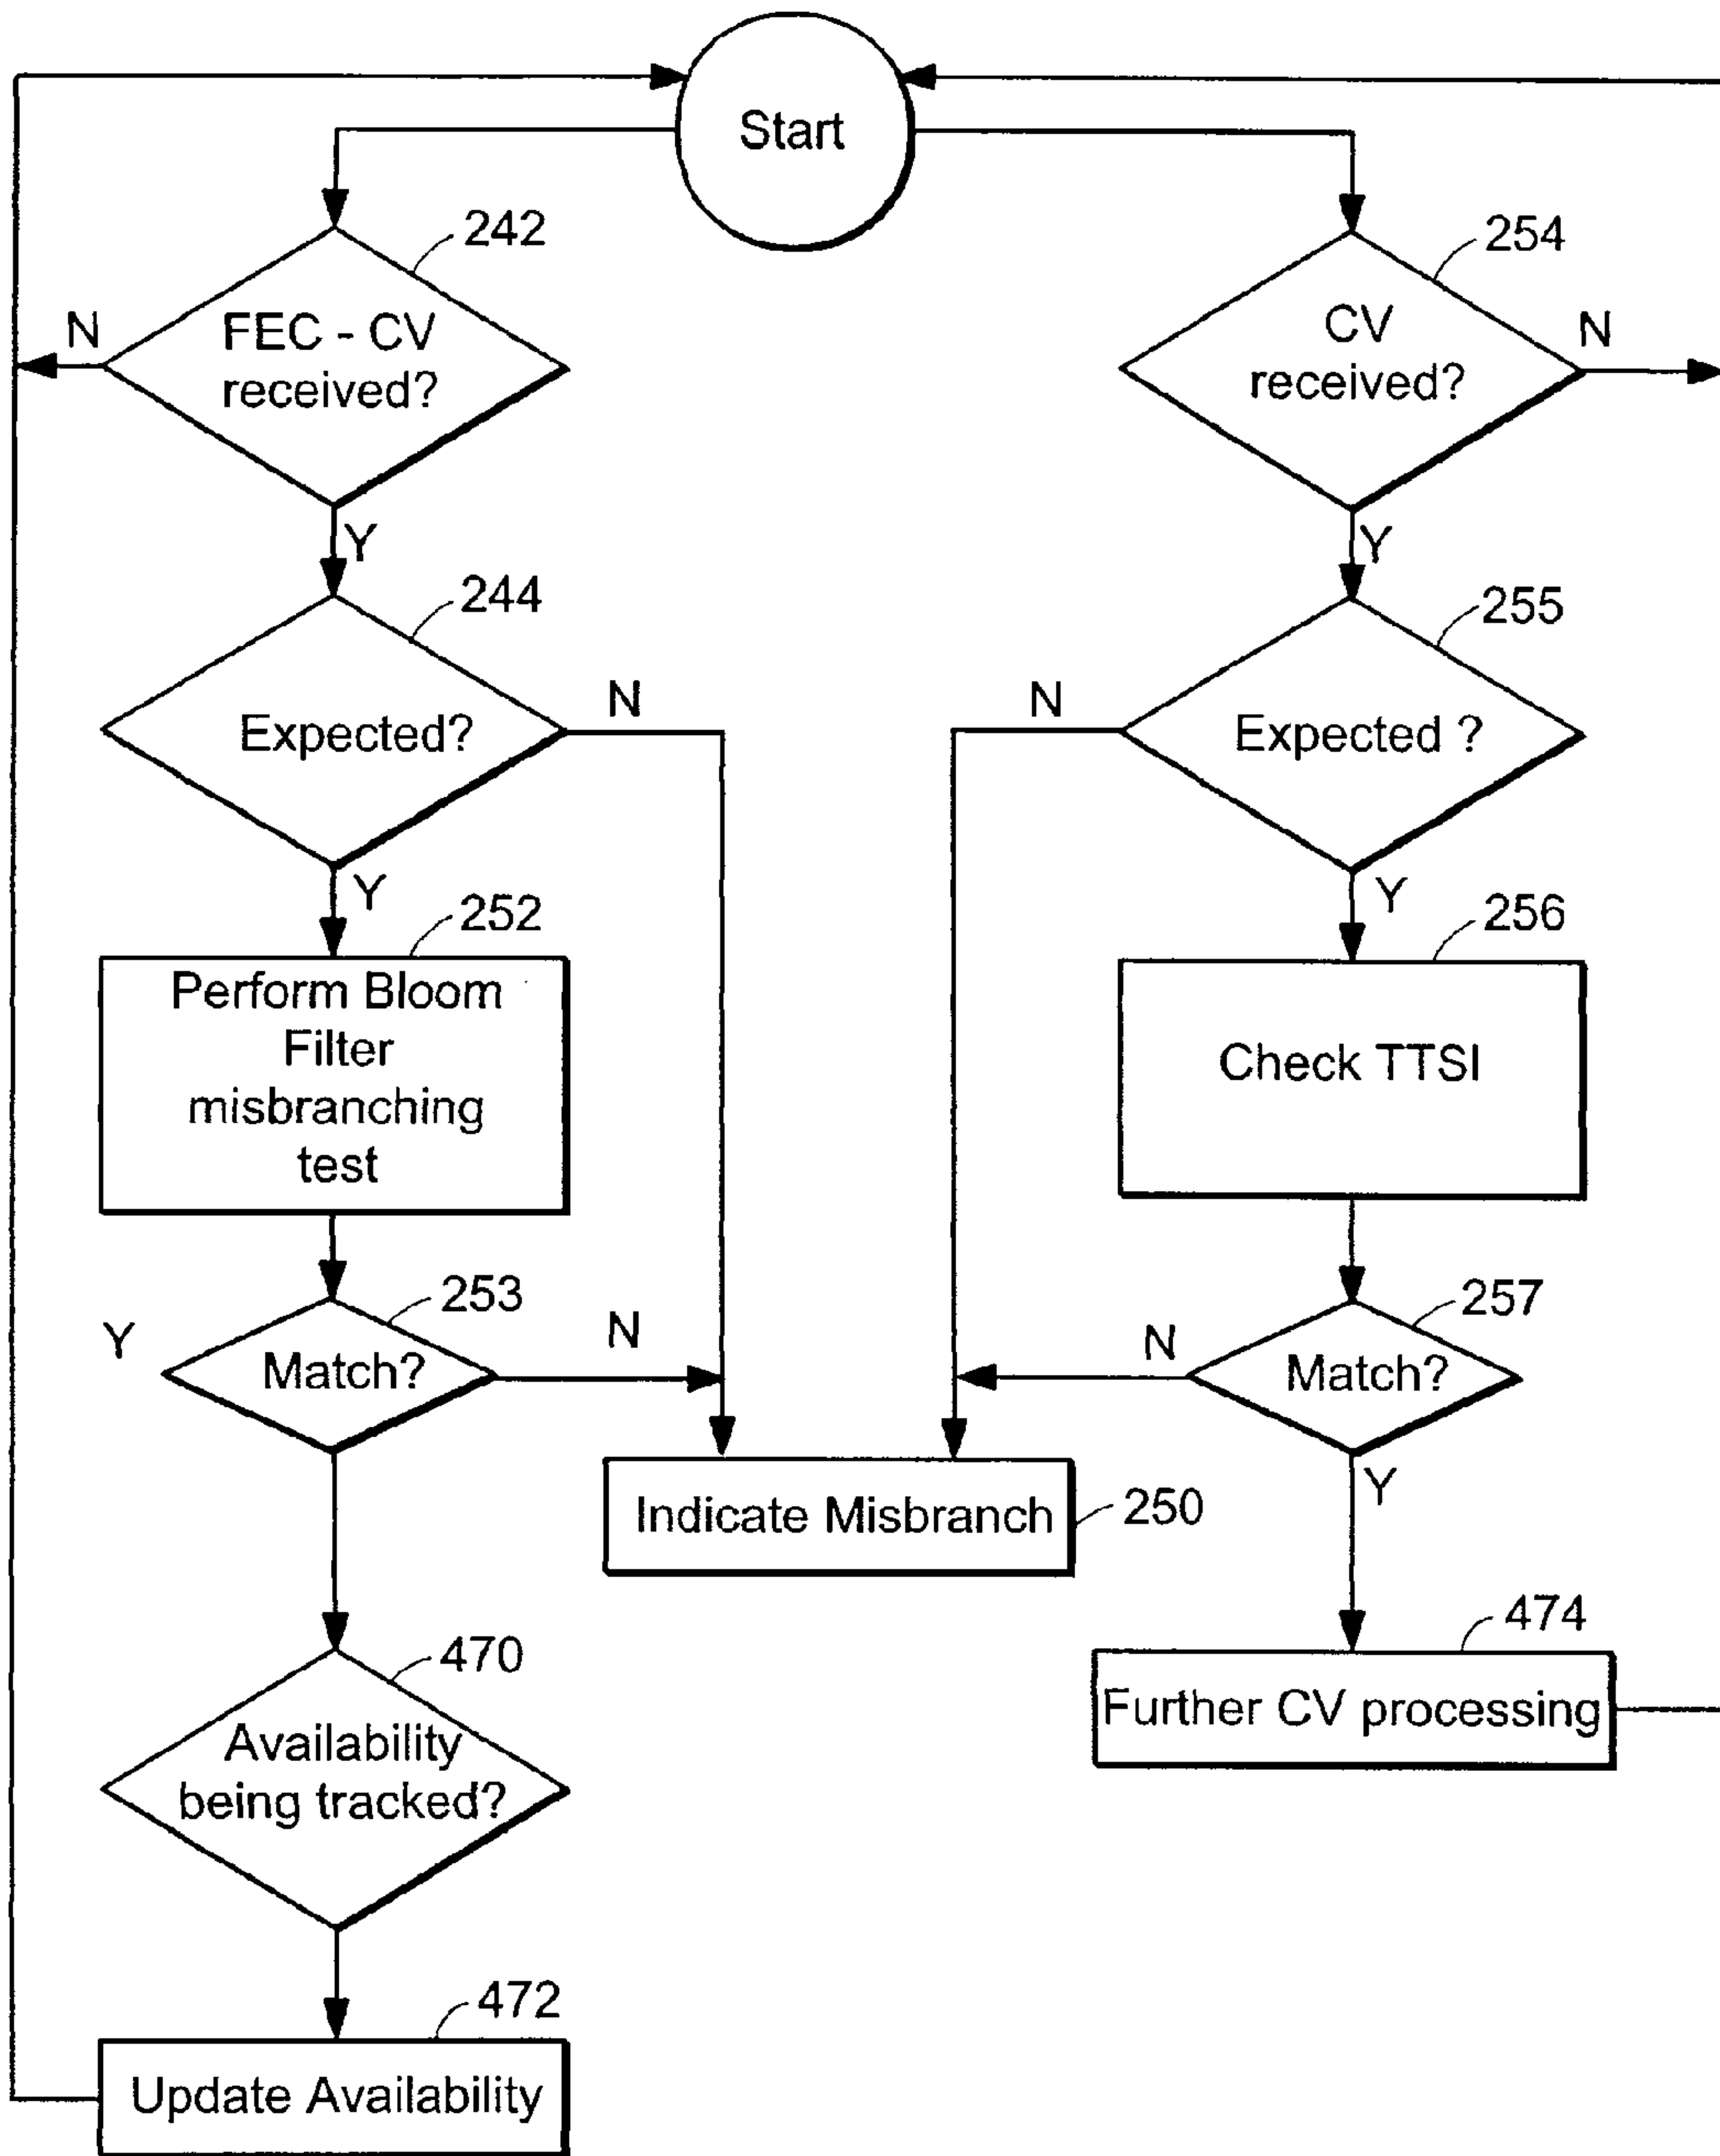 Start
242
FEC - CV
received?
N
Y
244
Expected?
N
Y
252
Perform Bloom
Filter
misbranching
test
253
Y
Match?
N
470
Availability
being tracked?
472
Update Availability
254
CV
received?
N
Y
255
Expected ?
N
Y
256
Check TTSI
257
Match?
N
Y
Indicate Misbranch
250
474
Further CV processing